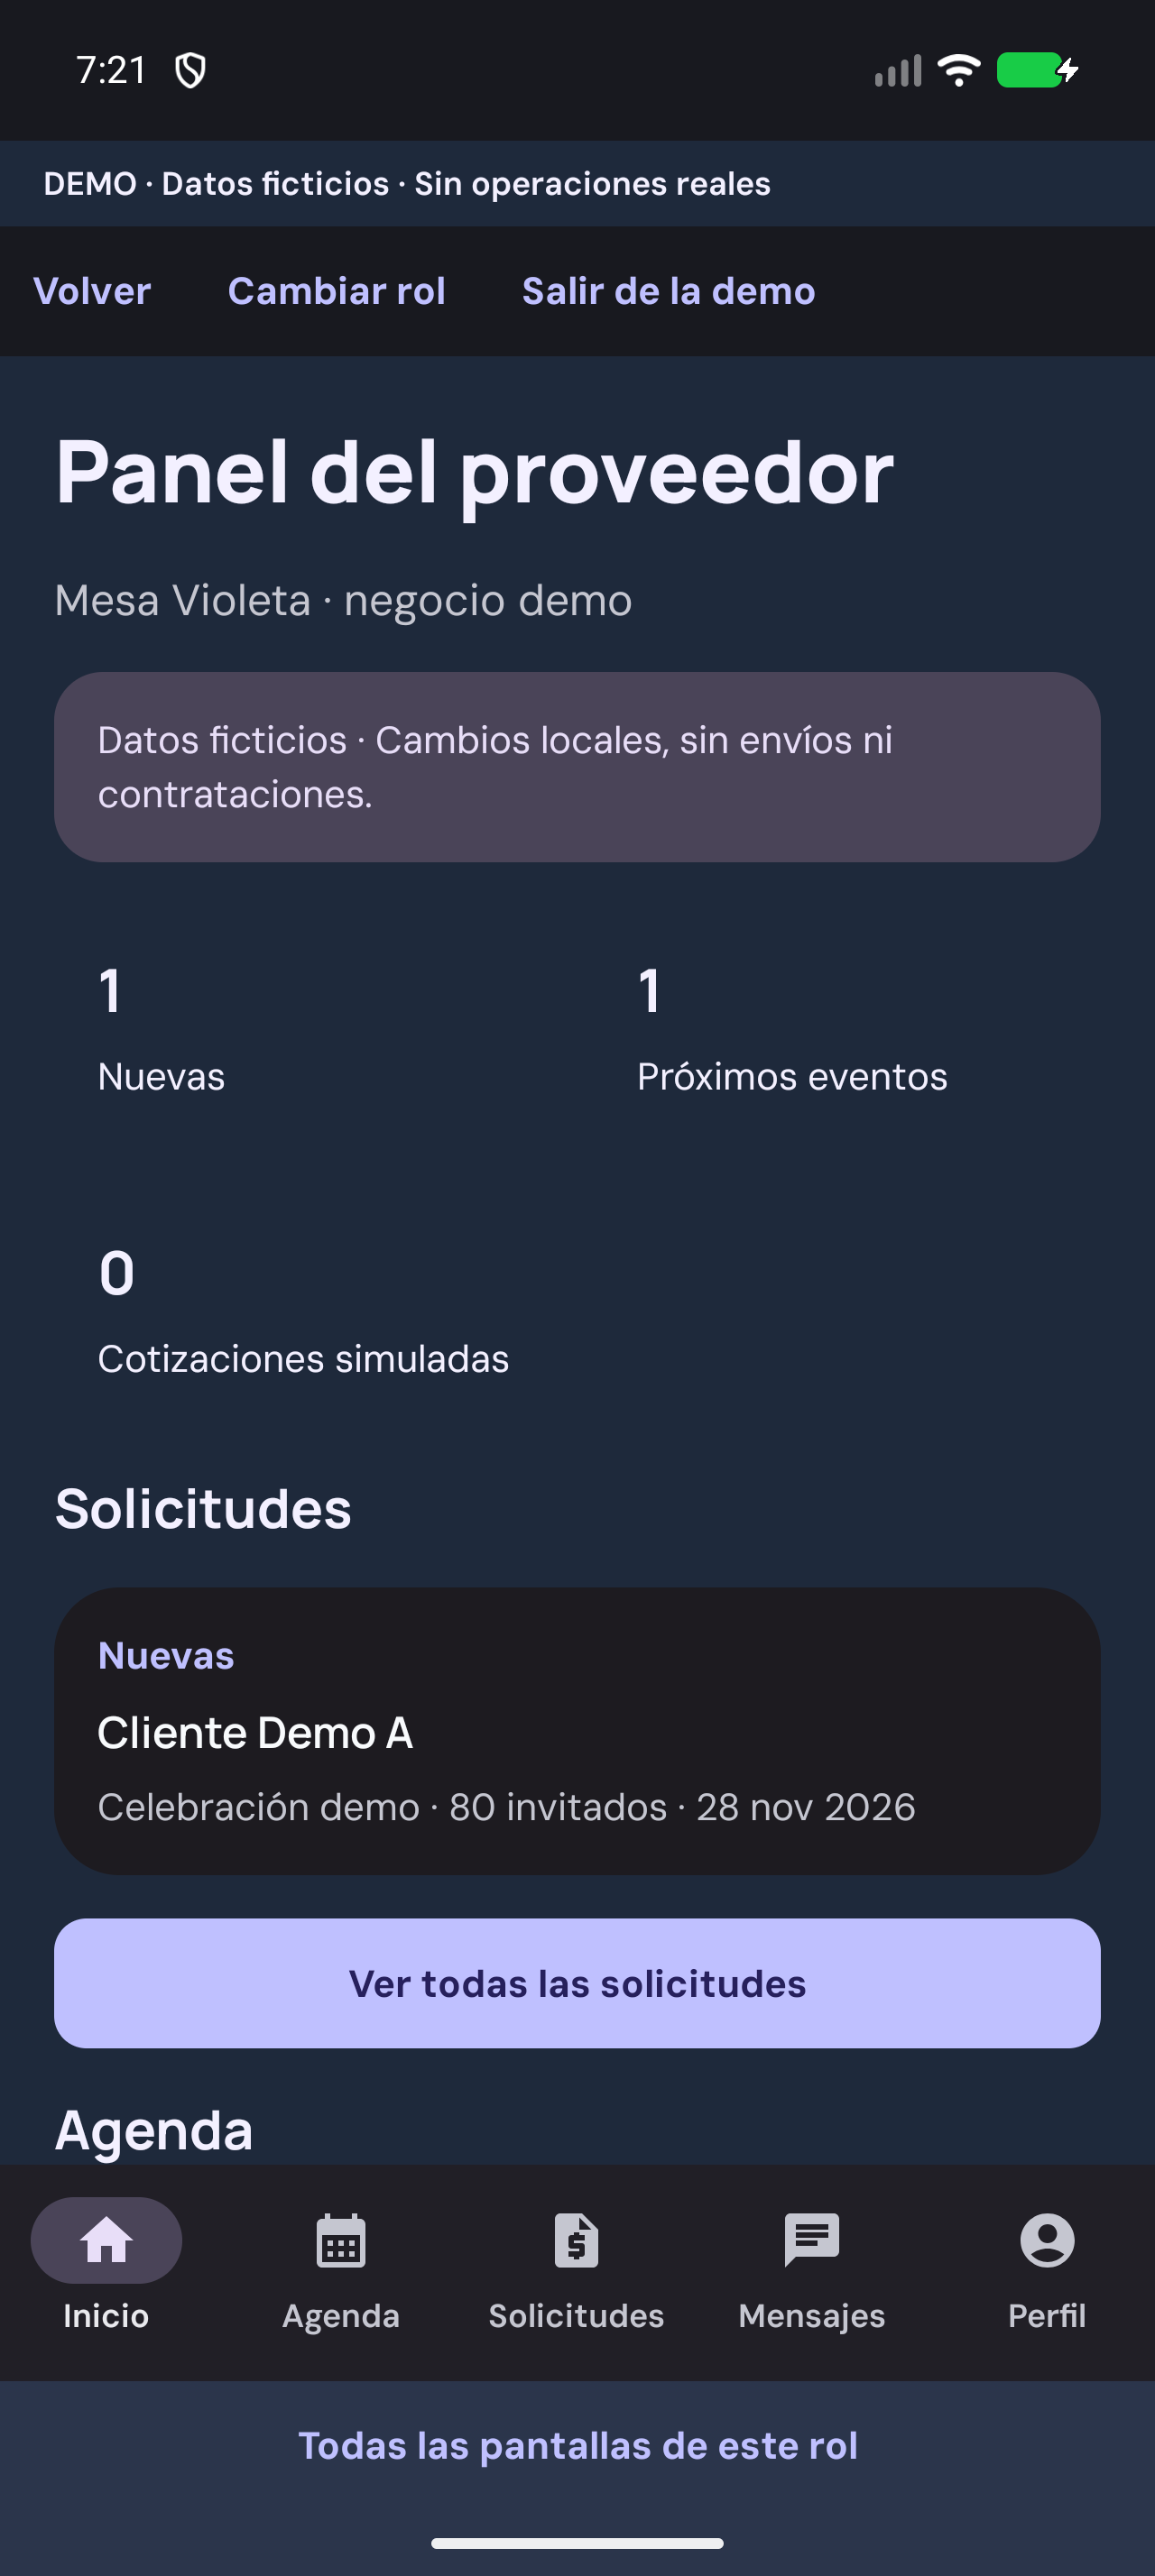 7:21
DEMO · Datos ficticios · Sin operaciones reales
Volver Cambiar rol Salir de la demo
Panel del proveedor
Mesa Violeta · negocio demo
Datos ficticios · Cambios locales, sin envíos ni
contrataciones.
1 1
Nuevas Próximos eventos
0
Cotizaciones simuladas
Solicitudes
Nuevas
Cliente Demo A
Celebración demo · 80 invitados · 28 nov 2026
Ver todas las solicitudes
Agenda
Inicio Agenda Solicitudes Mensajes Perfil
Todas las pantallas de este rol